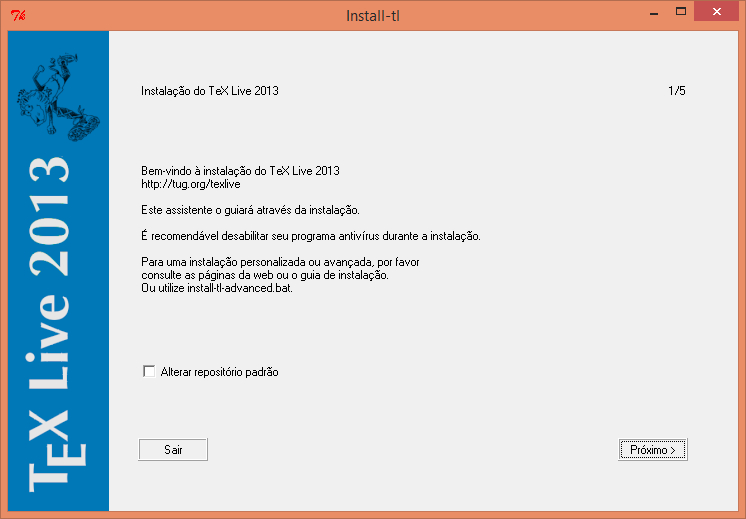 Install-tl
Instalação do TeX Live 2013
1/5
Bem-vindo à instalação do TeX Live 2013
http://tug.org/texlive
Este assistente o guiará através da instalação.
É recomendável desabilitar seu programa antivírus durante a instalação.
Para uma instalação personalizada ou avançada, por favor
consulte as páginas da web ou o guia de instalação.
Ou utilize install-tl-advanced.bat.
Alterar repositório padrão
Sair
Próximo >
TEX Live 2013